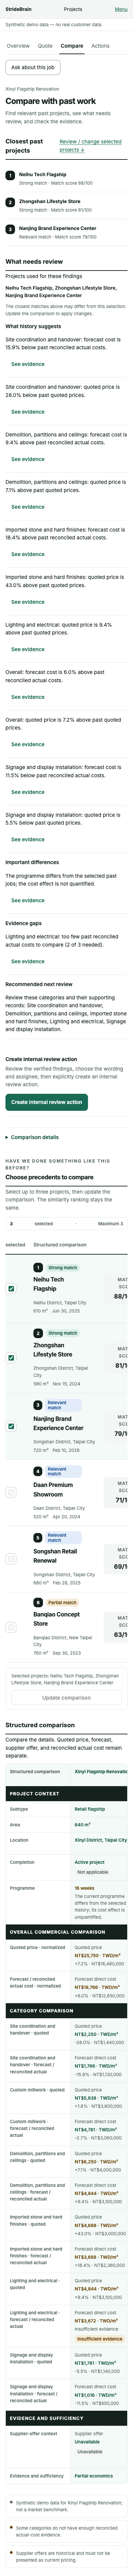 StrideBrain
Projects
Menu
Synthetic demo data — no real customer data.
Overview
Quote
Compare
Actions
Ask about this job
Xinyi Flagship Renovation
Compare with past work
Find relevant past projects, see what needs
review, and check the evidence.
Closest past
projects
Review / change selected
projects ↓
1
Neihu Tech Flagship
Strong match · Match score 88/100
2
Zhongshan Lifestyle Store
Strong match · Match score 81/100
3
Nanjing Brand Experience Center
Relevant match · Match score 79/100
What needs review
Projects used for these findings
Neihu Tech Flagship, Zhongshan Lifestyle Store,
Nanjing Brand Experience Center
The closest matches above may differ from this selection.
Update the comparison to apply changes.
What history suggests
Site coordination and handover: forecast cost is
15.9% below past reconciled actual costs.
See evidence
Site coordination and handover: quoted price is
28.0% below past quoted prices.
See evidence
Demolition, partitions and ceilings: forecast cost is
9.4% above past reconciled actual costs.
See evidence
Demolition, partitions and ceilings: quoted price is
7.1% above past quoted prices.
See evidence
Imported stone and hard finishes: forecast cost is
18.4% above past reconciled actual costs.
See evidence
Imported stone and hard finishes: quoted price is
43.0% above past quoted prices.
See evidence
Lighting and electrical: quoted price is 9.4%
above past quoted prices.
See evidence
Overall: forecast cost is 6.0% above past
reconciled actual costs.
See evidence
Overall: quoted price is 7.2% above past quoted
prices.
See evidence
Signage and display installation: forecast cost is
11.5% below past reconciled actual costs.
See evidence
Signage and display installation: quoted price is
5.5% below past quoted prices.
See evidence
Important differences
The programme differs from the selected past
jobs; the cost effect is not quantified.
See evidence
Evidence gaps
Lighting and electrical: too few past reconciled
actual costs to compare (2 of 3 needed).
See evidence
Recommended next review
Review these categories and their supporting
records: Site coordination and handover,
Demolition, partitions and ceilings, Imported stone
and hard finishes, Lighting and electrical, Signage
and display installation.
Create internal review action
Review the verified findings, choose the wording
and assignee, then explicitly create an internal
review action.
Create internal review action
Comparison details
HAVE WE DONE SOMETHING LIKE THIS
BEFORE?
Choose precedents to compare
Select up to three projects, then update the
comparison. The similarity ranking stays the
same.
3
selected
·
Maximum 3
selected
Structured comparison
1
Strong match
Neihu Tech
Flagship
Neihu District, Taipei City
610 m² · Jun 30, 2025
88/1
2
Strong match
Zhongshan
Lifestyle Store
Zhongshan District, Taipei
City
590 m² · Nov 15, 2024
81/1
3
Relevant
match
Nanjing Brand
Experience Center
Songshan District, Taipei City
720 m² · Feb 10, 2026
79/1
4
Relevant
match
Daan Premium
Showroom
Daan District, Taipei City
520 m² · Apr 20, 2024
71/1
5
Relevant
match
Songshan Retail
Renewal
Songshan District, Taipei City
680 m² · Feb 28, 2025
69/1
6
Partial match
Banqiao Concept
Store
Banqiao District, New Taipei
City
760 m² · Sep 30, 2023
63/1
Selected projects: Neihu Tech Flagship, Zhongshan
Lifestyle Store, Nanjing Brand Experience Center
Update comparison
Structured comparison
Compare the details. Quoted price, forecast,
supplier offer, and reconciled actual cost remain
separate.
Structured comparison
Xinyi Flagship Renovatio
PROJECT CONTEXT
Subtype
Retail flagship
Area
640 m²
Location
Xinyi District, Taipei City
Completion
Active project
Not applicable
Programme
16 weeks
The current programme
differs from the selected
history; its cost effect is
unquantified.
OVERALL COMMERCIAL COMPARISON
Quoted price · normalized
Quoted price
NT$25,750 · TWD/m²
Forecast / reconciled
actual cost · normalized
Forecast direct cost
NT$19,766 · TWD/m²
CATEGORY COMPARISON
Site coordination and
handover · quoted
Quoted price
NT$2,250 · TWD/m²
-28.0% · NT$1,440,000
Site coordination and
handover · forecast /
reconciled actual
Forecast direct cost
NT$1,766 · TWD/m²
-15.9% · NT$1,130,000
Custom millwork · quoted
Quoted price
NT$5,938 · TWD/m²
+1.8% · NT$3,800,000
Custom millwork ·
forecast / reconciled
actual
Forecast direct cost
NT$4,781 · TWD/m²
Demolition, partitions and
ceilings · quoted
Quoted price
NT$6,250 · TWD/m²
+7.1% · NT$4,000,000
Demolition, partitions and
ceilings · forecast /
reconciled actual
Forecast direct cost
NT$4,844 · TWD/m²
+9.4% · NT$3,100,000
Imported stone and hard
finishes · quoted
Quoted price
NT$4,688 · TWD/m²
+43.0% · NT$3,000,000
Imported stone and hard
finishes · forecast /
reconciled actual
Forecast direct cost
NT$3,688 · TWD/m²
+18.4% · NT$2,360,000
Lighting and electrical ·
quoted
Quoted price
NT$4,844 · TWD/m²
+9.4% · NT$3,100,000
Lighting and electrical ·
forecast / reconciled
actual
Forecast direct cost
NT$3,672 · TWD/m²
Insufficient evidence
Insufficient evidence
Signage and display
installation · quoted
Quoted price
NT$1,781 · TWD/m²
-5.5% · NT$1,140,000
Signage and display
installation · forecast /
reconciled actual
Forecast direct cost
NT$1,016 · TWD/m²
-11.5% · NT$650,000
EVIDENCE AND SUFFICIENCY
Supplier-offer context
Supplier offer
Unavailable
Unavailable
Evidence and sufficiency
Partial economics
Synthetic demo data for Xinyi Flagship Renovation;
not a market benchmark.
Some categories do not have enough reconciled
actual-cost evidence.
Supplier offers are historical and must not be
presented as current pricing.